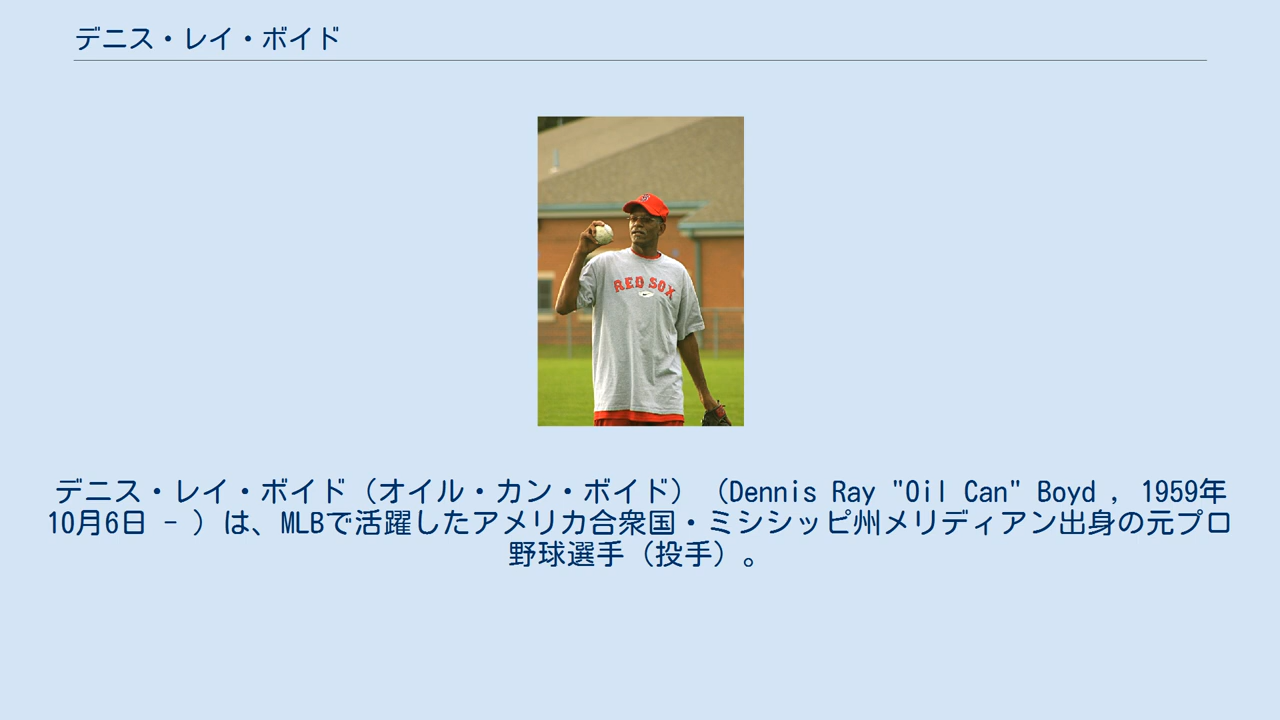 デニス・レイ・ボイド
RED SOX
デニス・レイ・ボイド（オイル・カン・ボイド）（Dennis Ray "Oil Can" Boyd , 1959年
10月6日 - ）は、MLBで活躍したアメリカ合衆国・ミシシッピ州メリディアン出身の元プロ
野球選手（投手）。